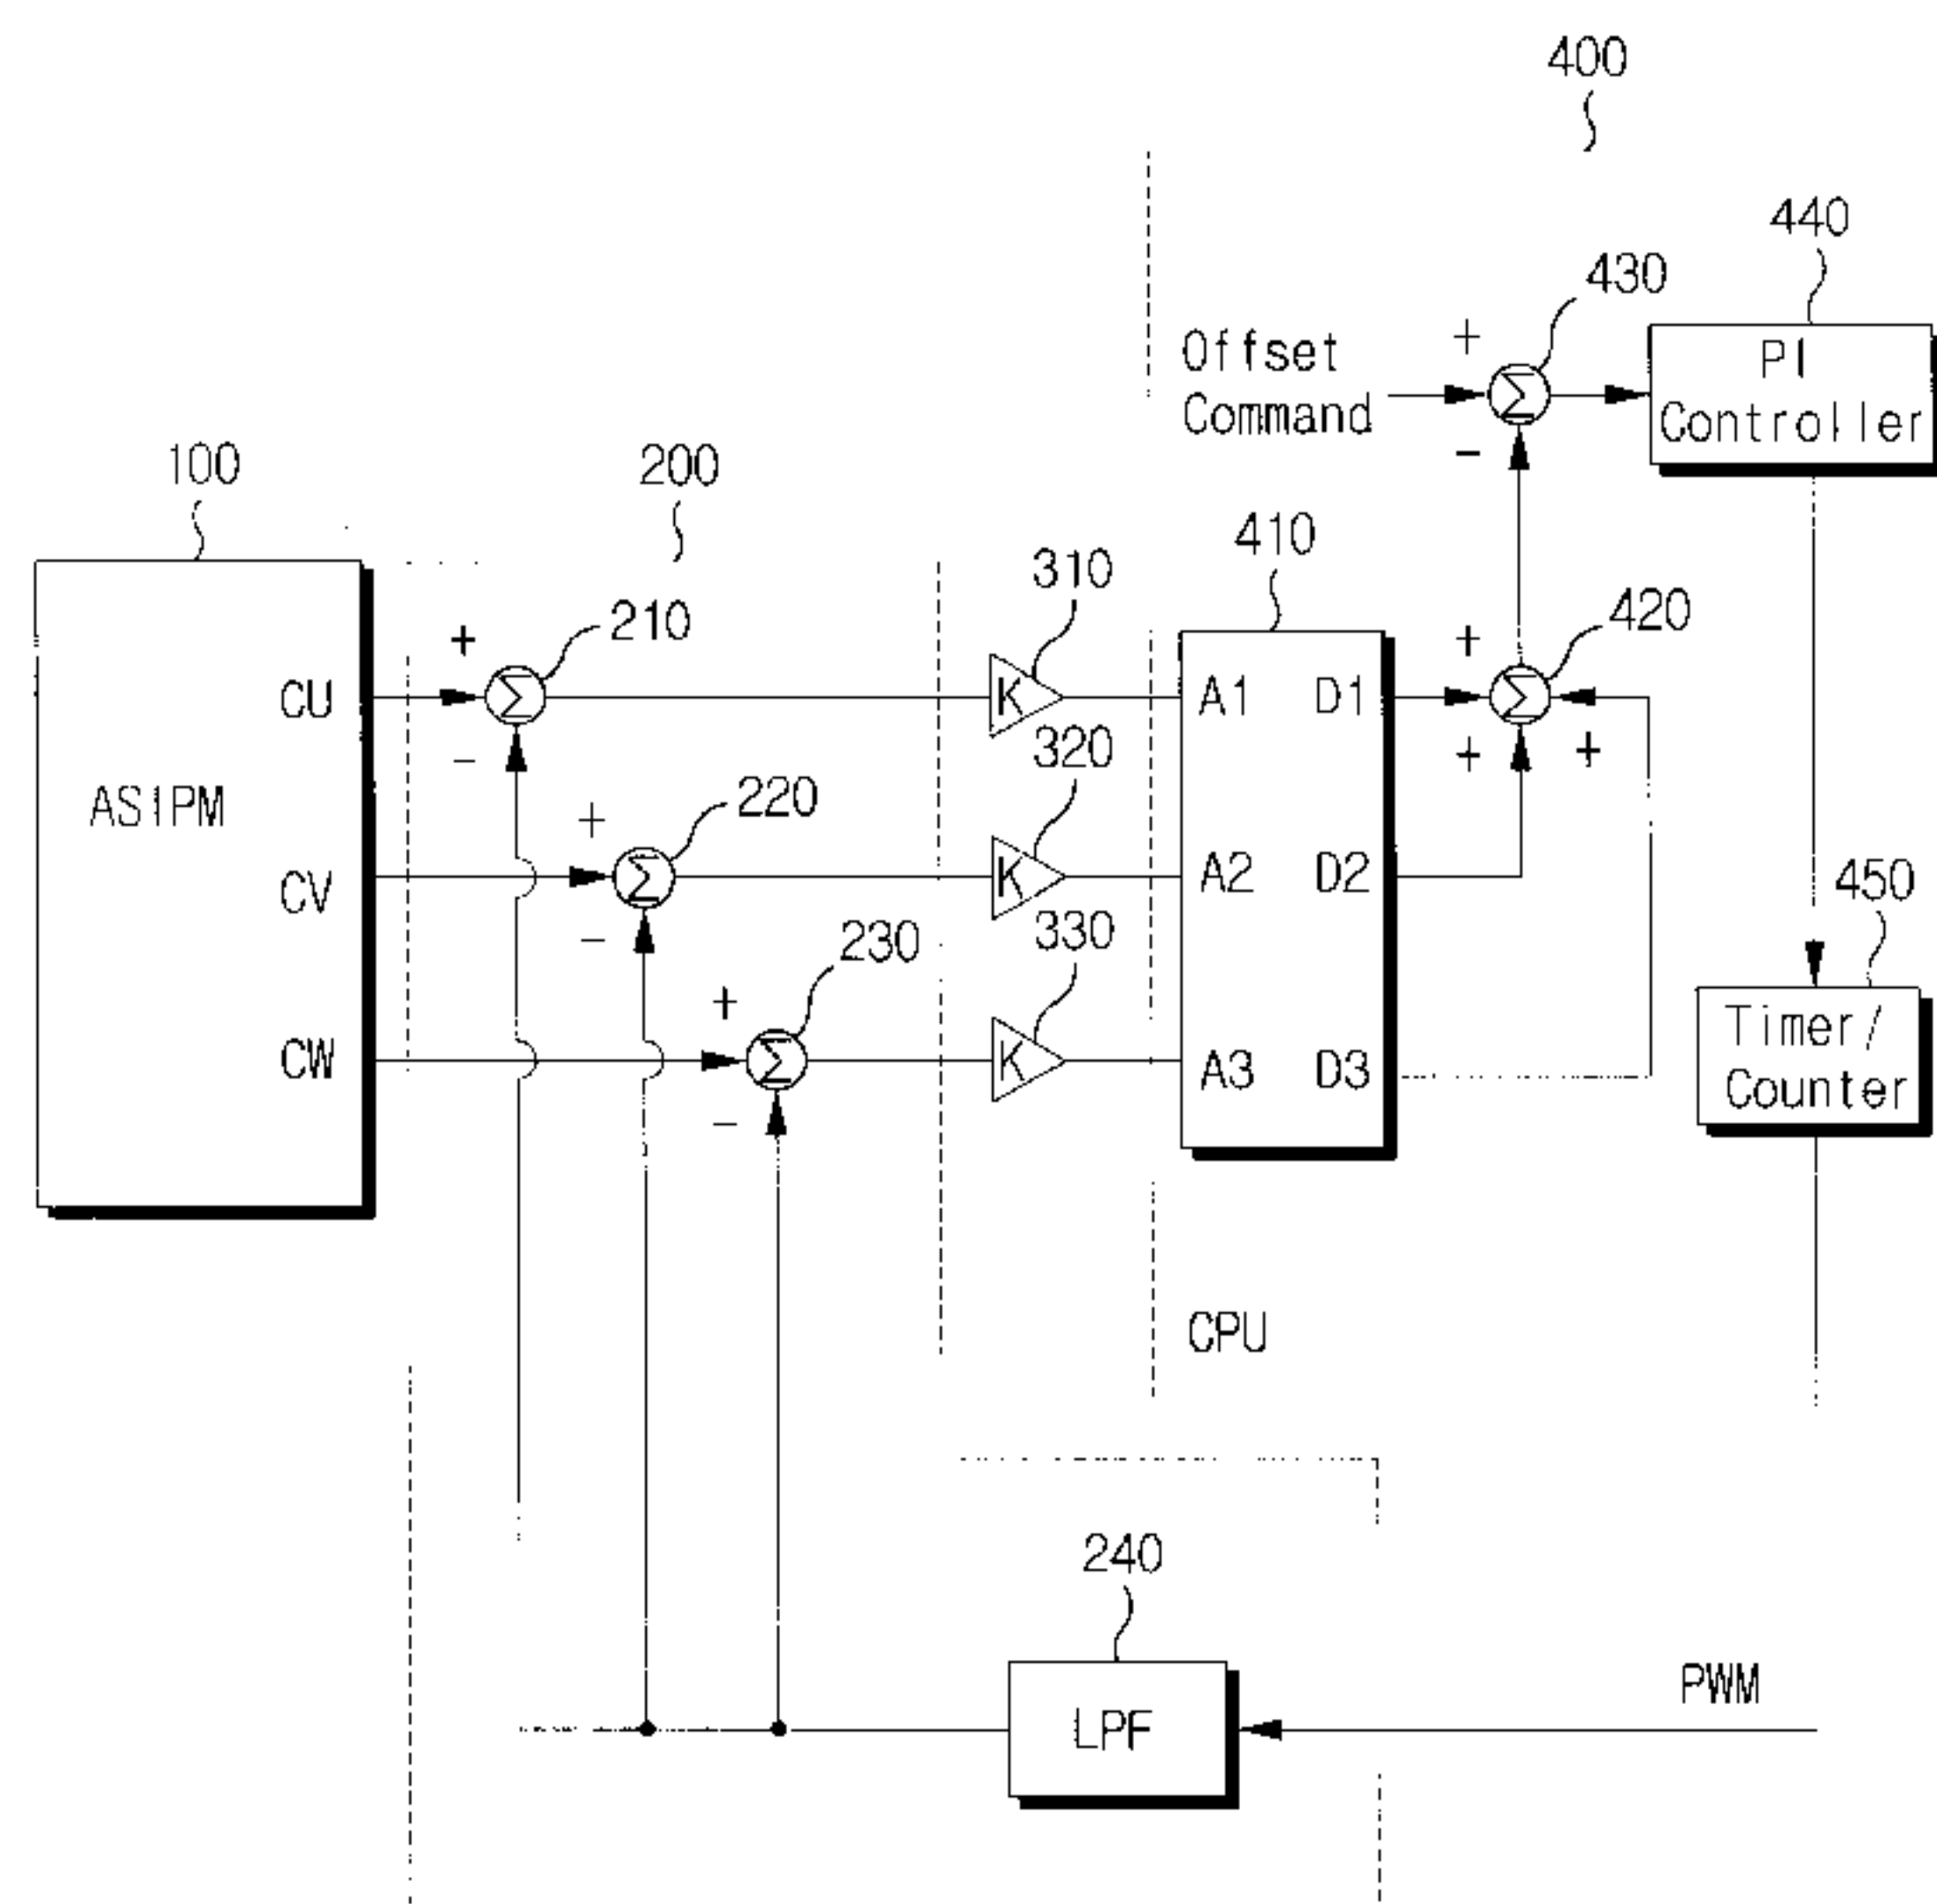 400
440
430
+
Offset
Command
Σ
PI
Controller
-
100
200
410
310
420
+
210
+
CU
Σ
K
A1
D1
Σ
-
320
+
+
ASIPM
220
+
450
CV
Σ
K
A2
D2
-
230
330
+
Timer/
Counter
CW
Σ
K
A3
D3
-
CPU
240
PWM
LPF